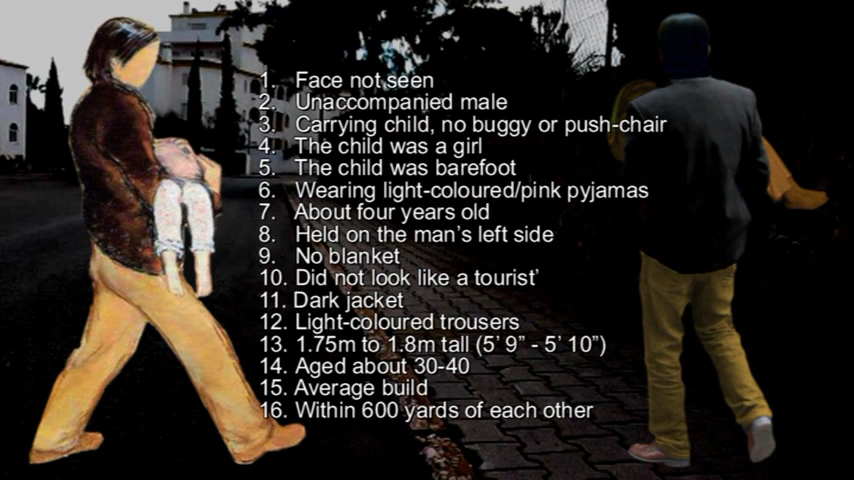 1. Face not seen
2. Unaccompanied male
3. Carrying child, no buggy or push-chair
4. The child was a girl
5. The child was barefoot
6. Wearing light-coloured/pink pyjamas
7. About four years old
8. Held on the man's left side
9. No blanket
10. Did not look like a tourist'
11. Dark jacket
12. Light-coloured trousers
13. 1.75m to 1.8m tall (5' 9" - 5' 10")
14. Aged about 30-40
15. Average build
16. Within 600 yards of each other